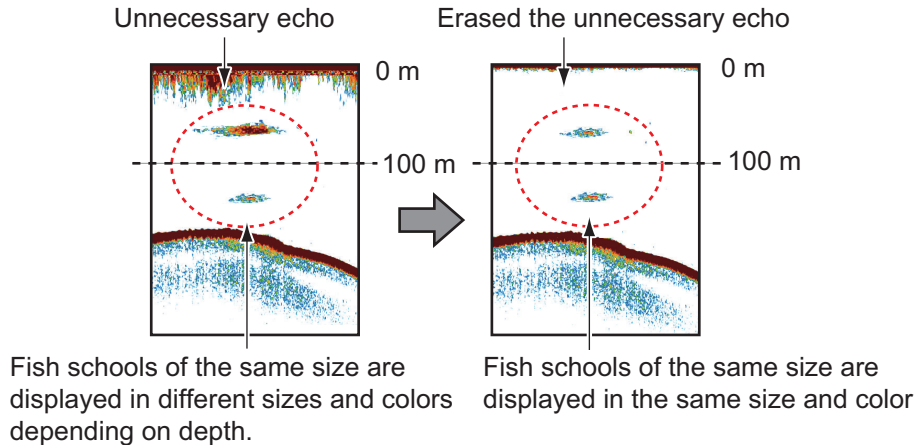 Unnecessary echo
Erased the unnecessary echo
0 m
0 m
100 m
100 m
Fish schools of the same size are
displayed in different sizes and colors
depending on depth.
Fish schools of the same size are
displayed in the same size and color